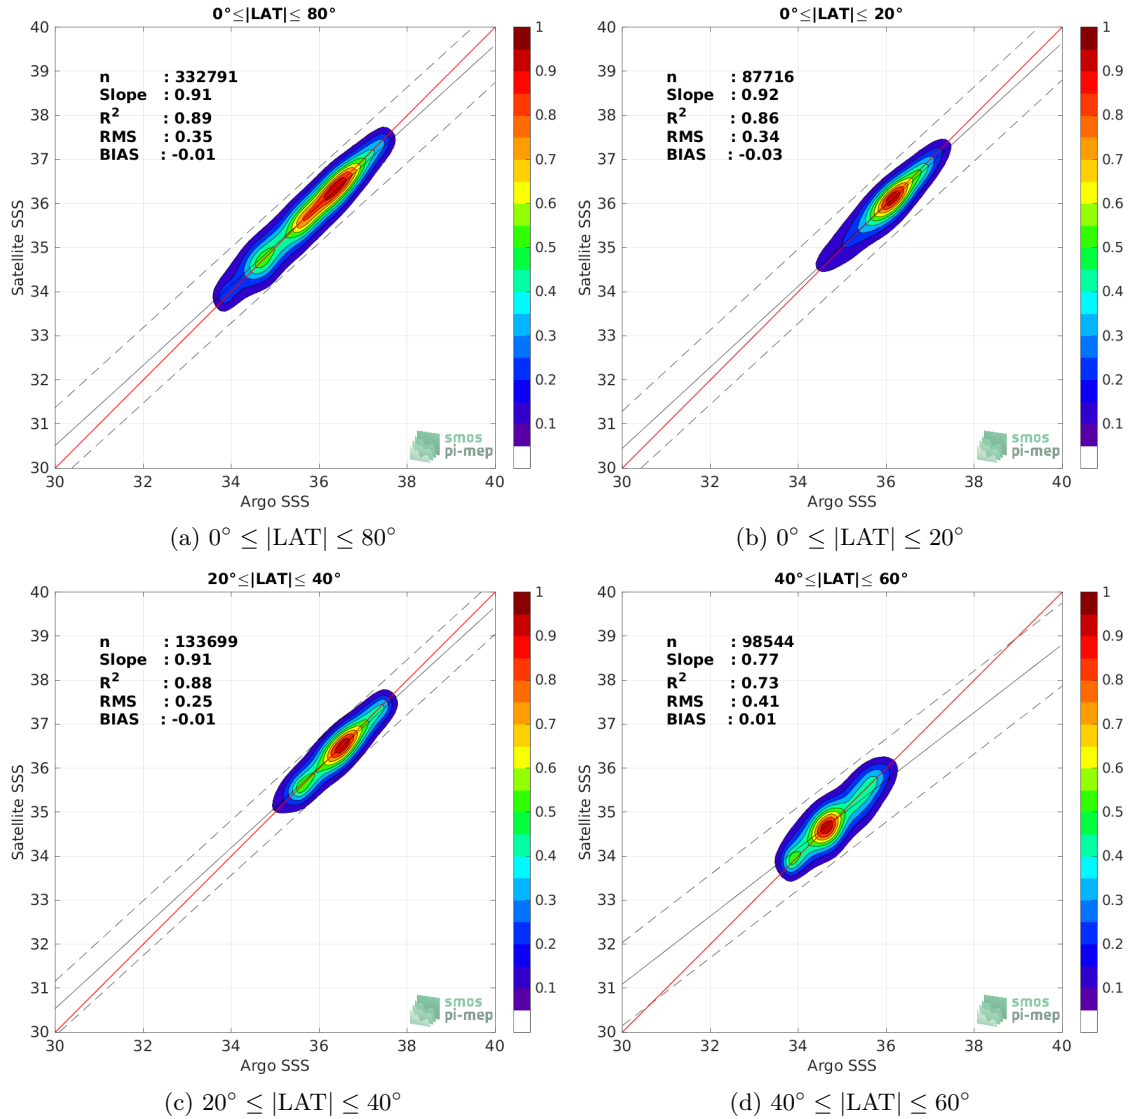 0°≤|LAT|≤ 80°
n : 332791
Slope : 0.91
R² : 0.89
RMS : 0.35
BIAS : -0.01
Satellite SSS
40
39
38
37
36
35
34
33
32
31
30
30 32 34 36 38 40
Argo SSS
1
0.9
0.8
0.7
0.6
0.5
0.4
0.3
0.2
0.1
smos
pi-mep
(a) 0° ≤ |LAT| ≤ 80°
0°≤|LAT|≤ 20°
n : 87716
Slope : 0.92
R² : 0.86
RMS : 0.34
BIAS : -0.03
Satellite SSS
40
39
38
37
36
35
34
33
32
31
30
30 32 34 36 38 40
Argo SSS
1
0.9
0.8
0.7
0.6
0.5
0.4
0.3
0.2
0.1
smos
pi-mep
(b) 0° ≤ |LAT| ≤ 20°
20°≤|LAT|≤ 40°
n : 133699
Slope : 0.91
R² : 0.88
RMS : 0.25
BIAS : -0.01
Satellite SSS
40
39
38
37
36
35
34
33
32
31
30
30 32 34 36 38 40
Argo SSS
1
0.9
0.8
0.7
0.6
0.5
0.4
0.3
0.2
0.1
smos
pi-mep
(c) 20° ≤ |LAT| ≤ 40°
40°≤|LAT|≤ 60°
n : 98544
Slope : 0.77
R² : 0.73
RMS : 0.41
BIAS : 0.01
Satellite SSS
40
39
38
37
36
35
34
33
32
31
30
30 32 34 36 38 40
Argo SSS
1
0.9
0.8
0.7
0.6
0.5
0.4
0.3
0.2
0.1
smos
pi-mep
(d) 40° ≤ |LAT| ≤ 60°